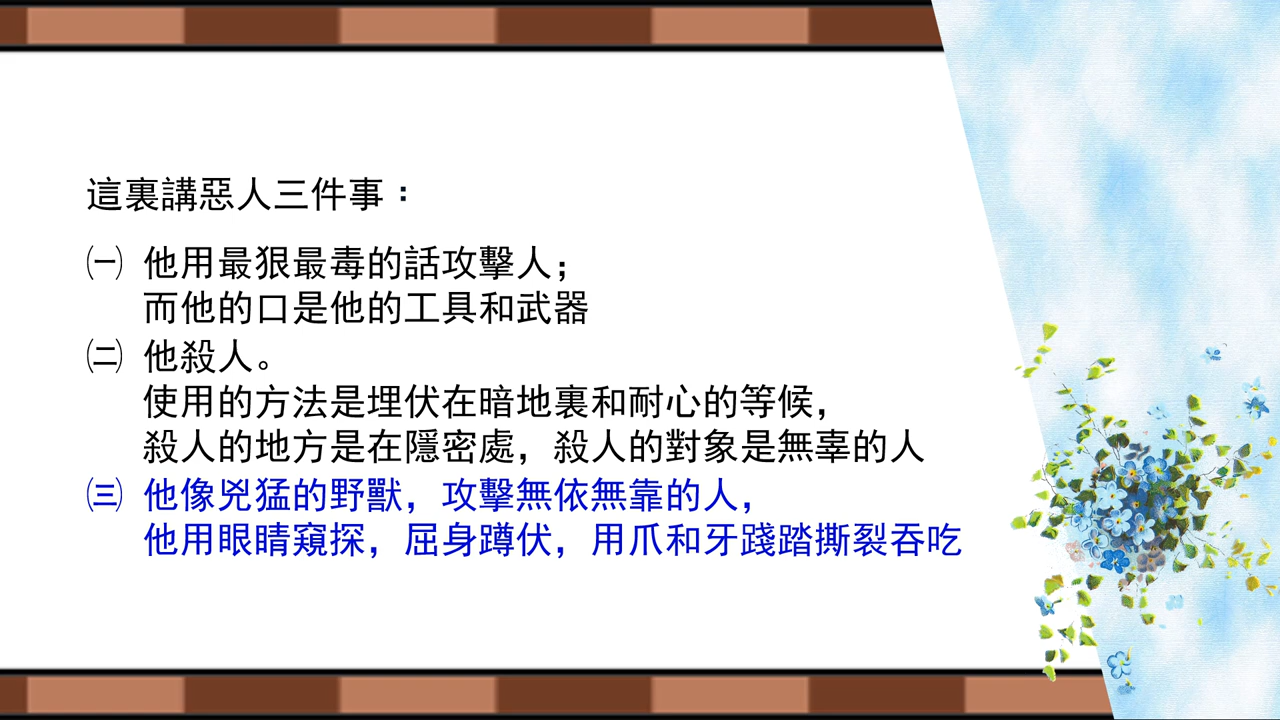 這裏講惡人三件事：
㈠ 他用最狠最毒的話攻擊人；
而他的口是他的工具和武器
㈡ 他殺人。
使用的方法是埋伏在暗地裏和耐心的等候，
殺人的地方是在隱密處，殺人的對象是無辜的人
㈢ 他像兇猛的野獸，攻擊無依無靠的人，
他用眼睛窺探，屈身蹲伏，用爪和牙踐踏撕裂吞吃